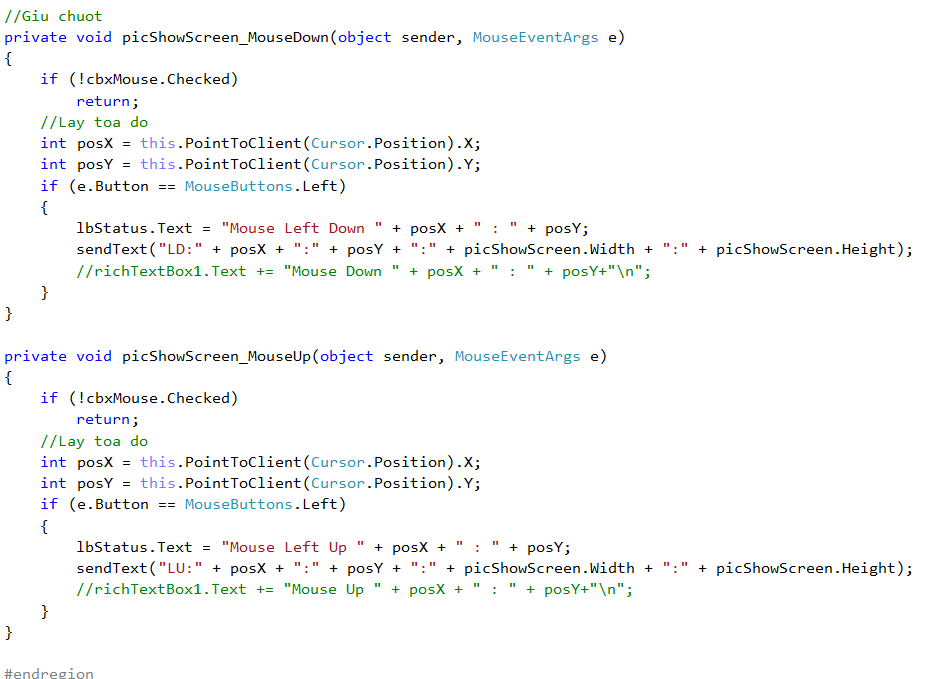 //Giu chuot
private void picShowScreen_MouseDown(object sender, MouseEventArgs e)
{
    if (!cbxMouse.Checked)
        return;
    //Lay toa do
    int posX = this.PointToClient(Cursor.Position).X;
    int posY = this.PointToClient(Cursor.Position).Y;
    if (e.Button == MouseButtons.Left)
    {
        lbStatus.Text = "Mouse Left Down " + posX + " : " + posY;
        sendText("LD:" + posX + ":" + posY + ":" + picShowScreen.Width + ":" + picShowScreen.Height);
        //richTextBox1.Text += "Mouse Down " + posX + " : " + posY+"\n";
    }
}

private void picShowScreen_MouseUp(object sender, MouseEventArgs e)
{
    if (!cbxMouse.Checked)
        return;
    //Lay toa do
    int posX = this.PointToClient(Cursor.Position).X;
    int posY = this.PointToClient(Cursor.Position).Y;
    if (e.Button == MouseButtons.Left)
    {
        lbStatus.Text = "Mouse Left Up " + posX + " : " + posY;
        sendText("LU:" + posX + ":" + posY + ":" + picShowScreen.Width + ":" + picShowScreen.Height);
        //richTextBox1.Text += "Mouse Up " + posX + " : " + posY+"\n";
    }
}

#endregion